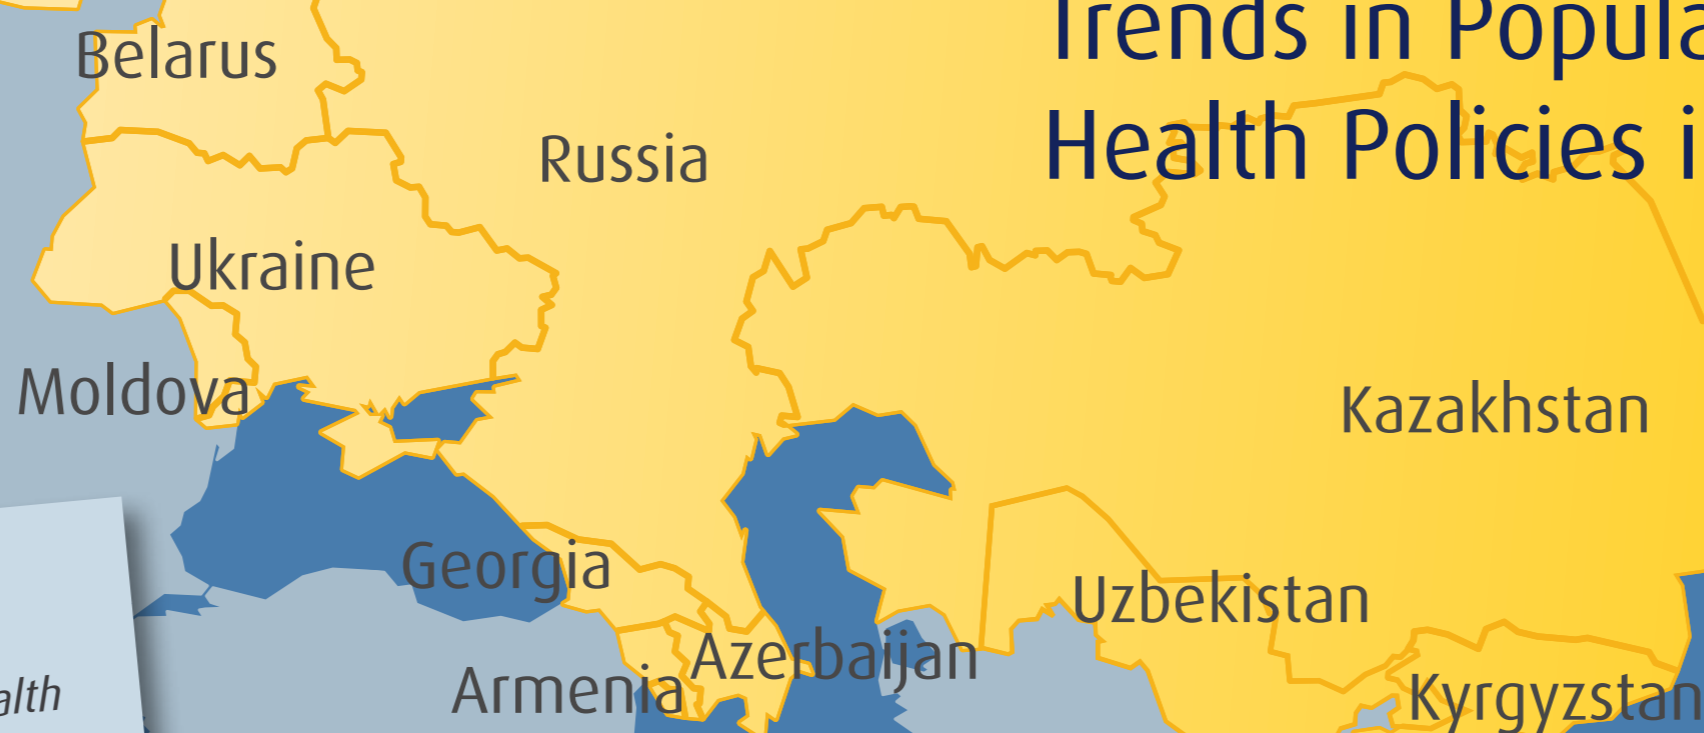 Trends in Popula
Health Policies i
Belarus
Russia
Ukraine
Moldova
Kazakhstan
Georgia
Uzbekistan
Azerbaijan
Armenia
Kyrgyzstan
alth